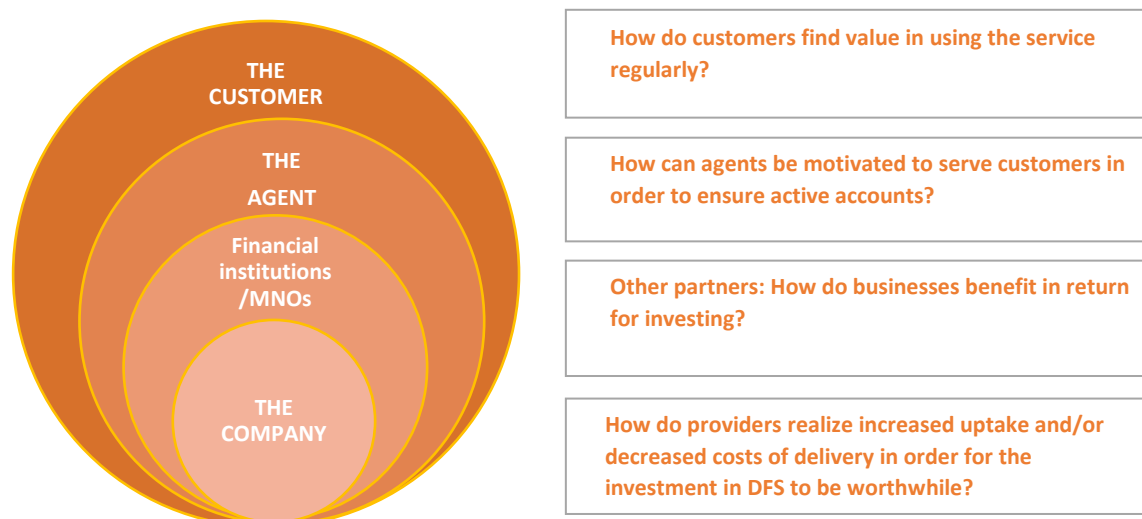 THE
CUSTOMER
THE
AGENT
Financial
institutions
/MNOs
THE
COMPANY
How do customers find value in using the service
regularly?
How can agents be motivated to serve customers in
order to ensure active accounts?
Other partners: How do businesses benefit in return
for investing?
How do providers realize increased uptake and/or
decreased costs of delivery in order for the
investment in DFS to be worthwhile?